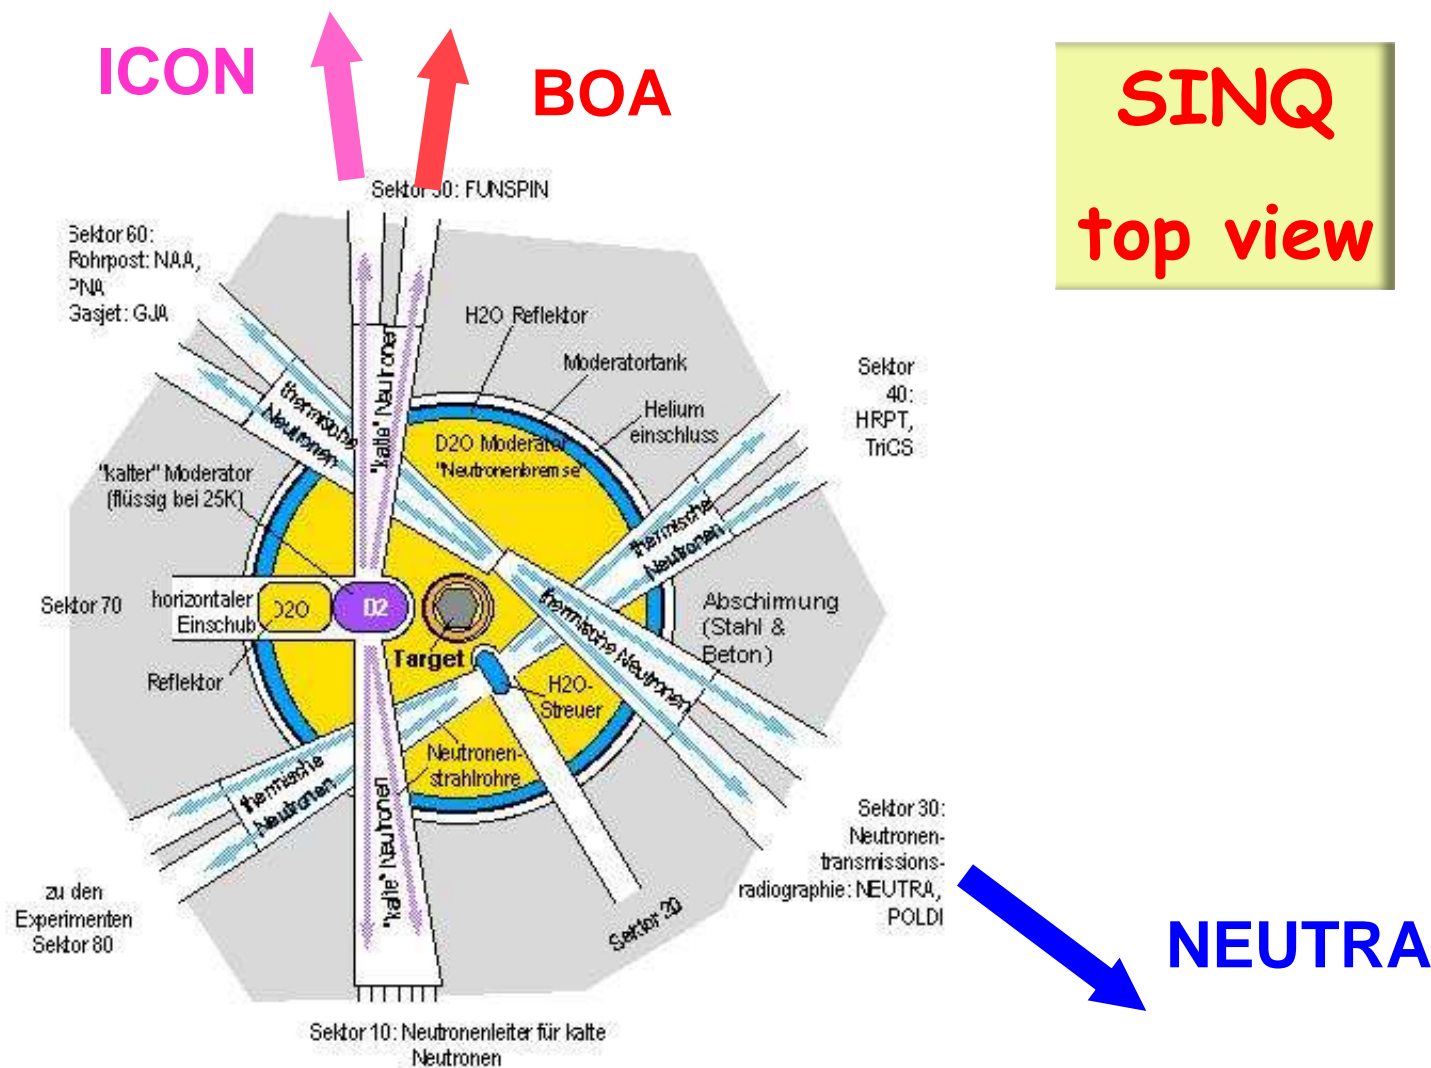 ICON
BOA
SINQ
top view
Sektor 50: FUNSPIN
Sektor 60:
Rohrpost: NAA,
PNA
Gasjet: GJA
H2O Reflektor
Moderatortank
Helium
einschluss
Sektor
40:
HRPT,
TriCS
"kalte" Neutronen
thermische
Neutronen
D2O Moderator
"Neutronenbremse"
"kalter" Moderator
(flüssig bei 25K)
thermische
Neutronen
Sektor 70
horizontaler
Einschub
D2O
D2
thermische Neutronen
Abschirmung
(Stahl &
Beton)
Target
Reflektor
H2O-
Streuer
Neutronen-
strahlrohre
thermische
Neutronen
"kalte" Neutronen
Sektor 30:
Neutronen-
transmissions-
radiographie: NEUTRA,
POLDI
zu den
Experimenten
Sektor 80
Sektor 20
NEUTRA
Sektor 10: Neutronenleiter für kalte
Neutronen